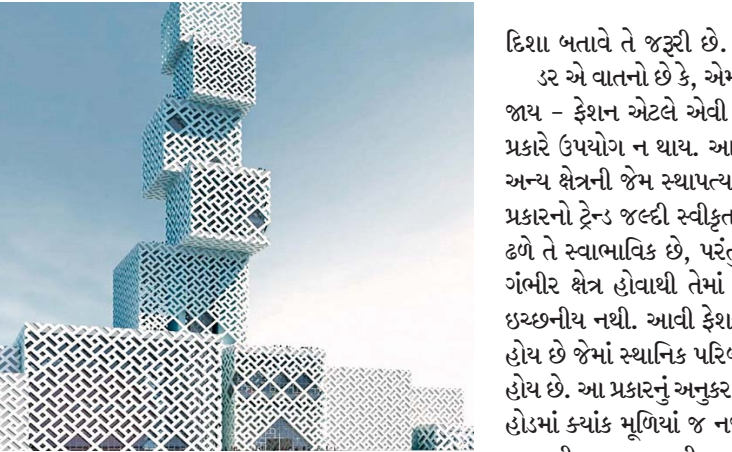 દિશા બતાવે તે જરૂરી છે.
ડર એ વાતનો છે કે, એમ
જાય – ફેશન એટલે એવી
પ્રકારે ઉપયોગ ન થાય. આ
અન્ય ક્ષેત્રની જેમ સ્થાપત્ય
પ્રકારનો ટ્રેન્ડ જલ્દી સ્વીકૃત
ઢળે તે સ્વાભાવિક છે, પરંતુ
ગંભીર ક્ષેત્ર હોવાથી તેમાં
ઇચ્છનીય નથી. આવી ફેશ
હોય છે જેમાં સ્થાનિક પરિબ
હોય છે. આ પ્રકારનું અનુકર
હોડમાં ક્યાંક મૂળિયાં જ ન